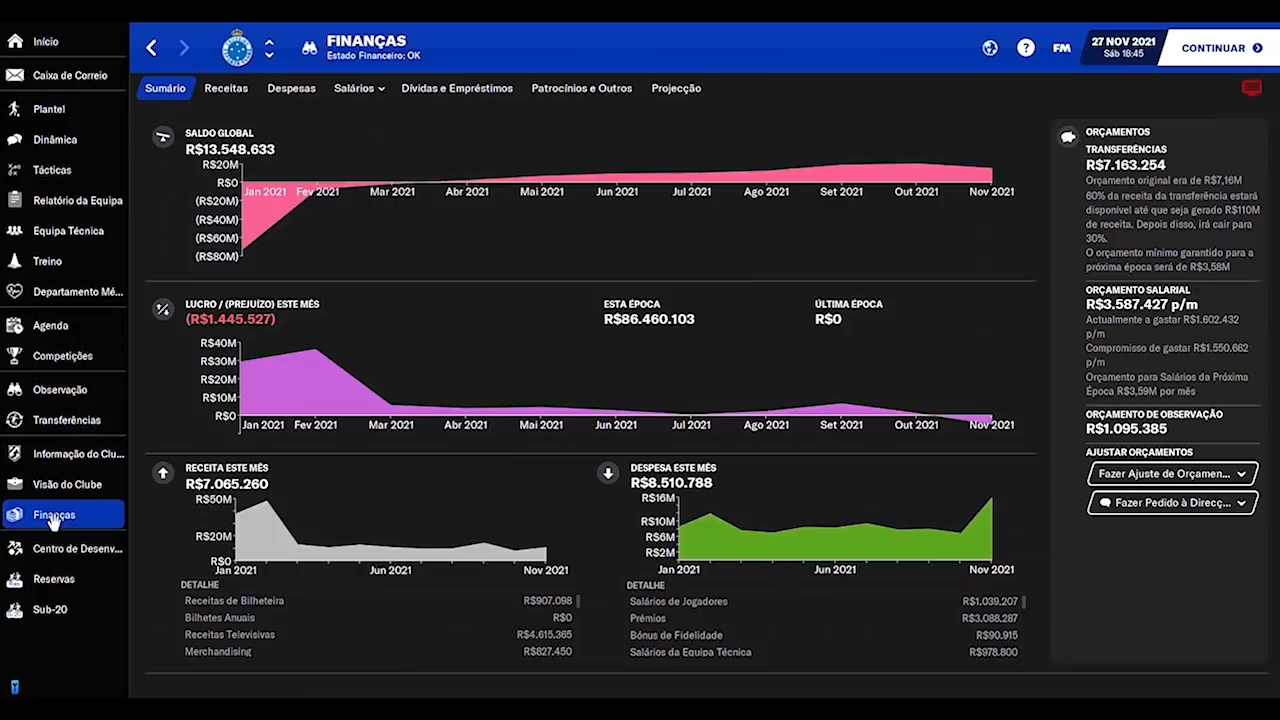 Início
Caixa de Correio
Plantel
Dinâmica
Tácticas
Relatório da Equipa
Equipa Técnica
Treino
Departamento Mé...
Agenda
Competições
Observação
Transferências
Informação do Clu...
Visão do Clube
Finanças
Centro de Desenv...
Reservas
Sub-20
FINANÇAS
Estado Financeiro: OK
FM
27 NOV 2021
Sáb 18:45
CONTINUAR
Sumário Receitas Despesas Salários Dívidas e Empréstimos Patrocínios e Outros Projecção
SALDO GLOBAL
R$13.548.633
R$20M
R$0
(R$20M)
(R$40M)
(R$60M)
(R$80M)
Jan 2021 Fev 2021 Mar 2021 Abr 2021 Mai 2021 Jun 2021 Jul 2021 Ago 2021 Set 2021 Out 2021 Nov 2021
LUCRO / (PREJUÍZO) ESTE MÊS
(R$1.445.527)
ESTA ÉPOCA
R$86.460.103
ÚLTIMA ÉPOCA
R$0
R$40M
R$30M
R$20M
R$10M
R$0
Jan 2021 Fev 2021 Mar 2021 Abr 2021 Mai 2021 Jun 2021 Jul 2021 Ago 2021 Set 2021 Out 2021 Nov 2021
RECEITA ESTE MÊS
R$7.065.260
R$50M
R$20M
R$0
Jan 2021 Jun 2021 Nov 2021
DETALHE
Receitas de Bilheteira R$907.098
Bilhetes Anuais R$0
Receitas Televisivas R$4.615.365
Merchandising R$827.450
DESPESA ESTE MÊS
R$8.510.788
R$16M
R$10M
R$6M
R$2M
Jan 2021 Jun 2021 Nov 2021
DETALHE
Salários de Jogadores R$1.039.207
Prémios R$3.088.287
Bónus de Fidelidade R$90.915
Salários da Equipa Técnica R$978.800
ORÇAMENTOS
TRANSFERÊNCIAS
R$7.163.254
Orçamento original era de R$7,16M
60% da receita da transferência estará
disponível até que seja gerado R$110M
de receita. Depois disso, irá cair para
30%.
O orçamento mínimo garantido para a
próxima época será de R$3,58M
ORÇAMENTO SALARIAL
R$3.587.427 p/m
Actualmente a gastar R$1.602.432
p/m
Compromisso de gastar R$1.550.662
p/m
Orçamento para Salários da Próxima
Época R$3,59M por mês
ORÇAMENTO DE OBSERVAÇÃO
R$1.095.385
AJUSTAR ORÇAMENTOS
Fazer Ajuste de Orçamen...
Fazer Pedido à Direcç...